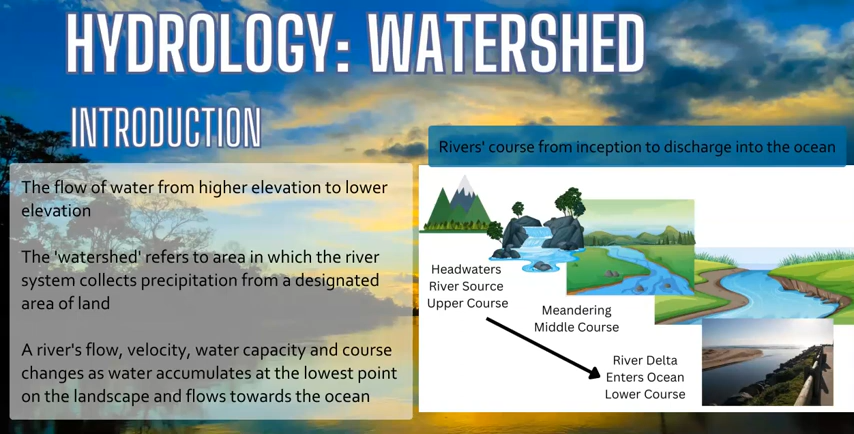 HYDROLOGY: WATERSHED
INTRODUCTION
The flow of water from higher elevation to lower
elevation
The 'watershed' refers to area in which the river
system collects precipitation from a designated
area of land
A river's flow, velocity, water capacity and course
changes as water accumulates at the lowest point
on the landscape and flows towards the ocean
Rivers' course from inception to discharge into the ocean
Headwaters
River Source
Upper Course
Meandering
Middle Course
River Delta
Enters Ocean
Lower Course